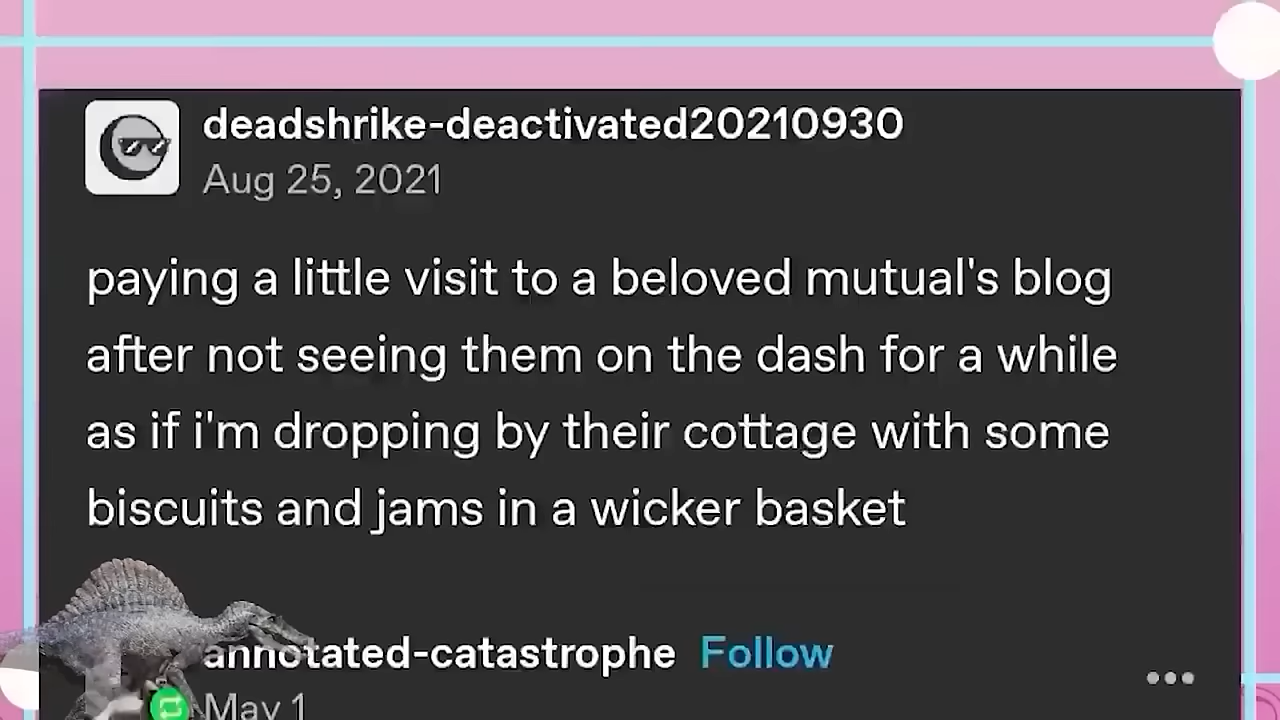 deadshrike-deactivated20210930
Aug 25, 2021
paying a little visit to a beloved mutual's blog
after not seeing them on the dash for a while
as if i'm dropping by their cottage with some
biscuits and jams in a wicker basket
annotated-catastrophe Follow
May 1